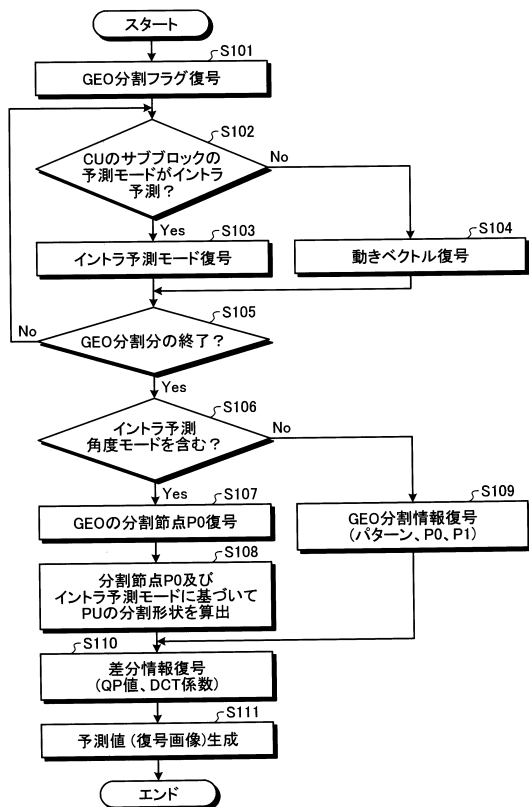 スタート
S101
GEO分割フラグ復号
S102
CUのサブブロックの
予測モードがイントラ
予測?
No
Yes
S103
イントラ予測モード復号
S104
動きベクトル復号
S105
No
GEO分割分の終了?
Yes
S106
イントラ予測
角度モードを含む?
No
Yes
S107
GEOの分割節点P0復号
S109
GEO分割情報復号
(パターン、P0、P1)
S108
分割節点P0及び
イントラ予測モードに基づいて
PUの分割形状を算出
S110
差分情報復号
(QP値、DCT係数)
S111
予測値(復号画像)生成
エンド